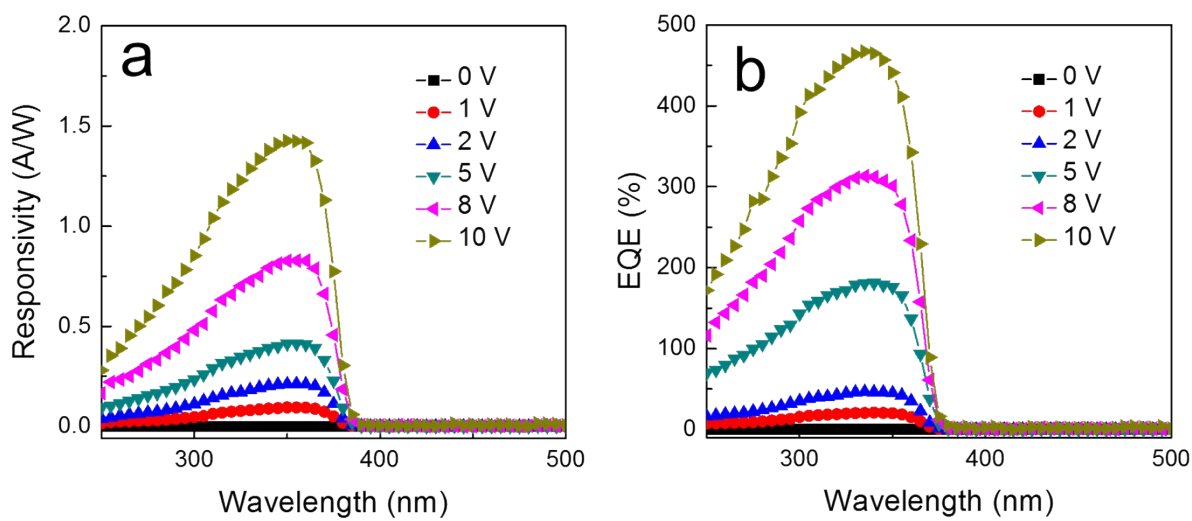 a
Responsivity (A/W)
2.0
1.5
1.0
0.5
0.0
0 V
1 V
2 V
5 V
8 V
10 V
300
400
500
Wavelength (nm)
b
EQE (%)
500
400
300
200
100
0
0 V
1 V
2 V
5 V
8 V
10 V
300
400
500
Wavelength (nm)